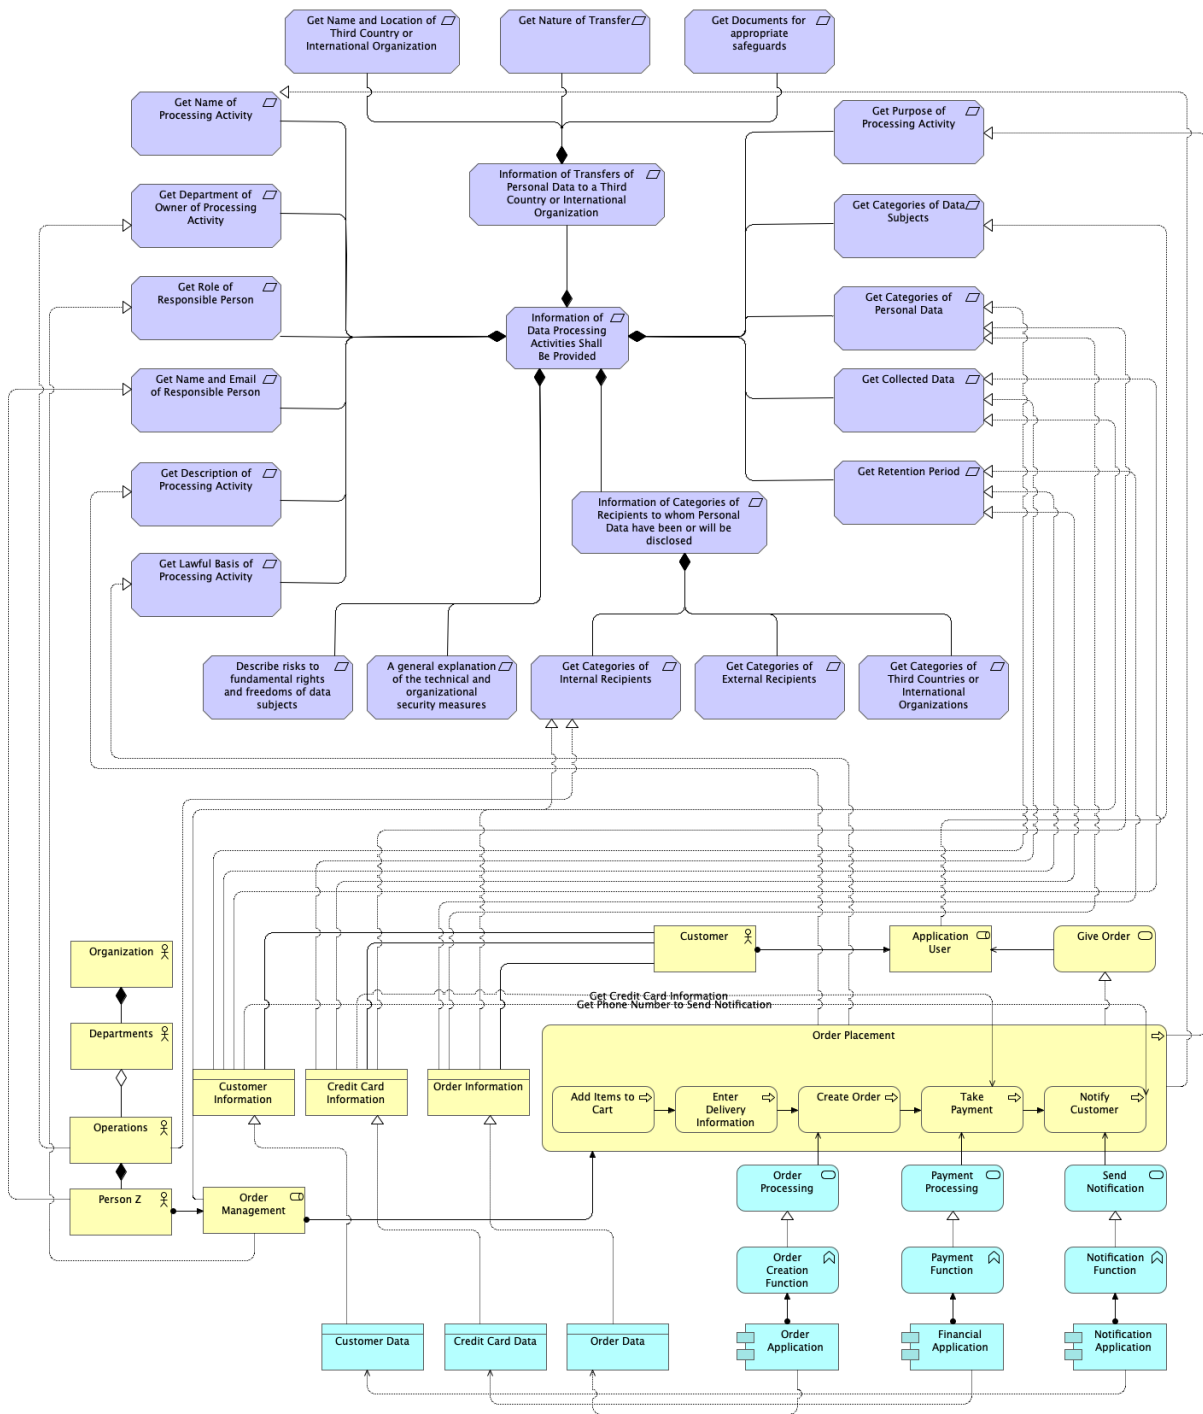 Get Name and Location of
Third Country or
International Organization
Get Nature of Transfer
Get Documents for
appropriate
safeguards
Get Name of
Processing Activity
Get Purpose of
Processing Activity
Information of Transfers of
Personal Data to a Third
Country or International
Organization
Get Department of
Owner of Processing
Activity
Get Categories of Data
Subjects
Get Role of
Responsible Person
Get Categories of
Personal Data
Information of
Data Processing
Activities Shall
Be Provided
Get Name and Email
of Responsible Person
Get Collected Data
Get Description of
Processing Activity
Get Retention Period
Information of Categories of
Recipients to whom Personal
Data have been or will be
disclosed
Get Lawful Basis of
Processing Activity
Describe risks to
fundamental rights
and freedoms of data
subjects
A general explanation
of the technical and
organizational
security measures
Get Categories of
Internal Recipients
Get Categories of
External Recipients
Get Categories of
Third Countries or
International
Organizations
Organization
Customer
Application
User
Give Order
Get Credit Card Information
Get Phone Number to Send Notification
Departments
Order Placement
Customer
Information
Credit Card
Information
Order Information
Add Items to
Cart
Enter
Delivery
Information
Create Order
Take
Payment
Notify
Customer
Operations
Person Z
Order
Management
Order
Processing
Payment
Processing
Send
Notification
Order
Creation
Function
Payment
Function
Notification
Function
Customer Data
Credit Card Data
Order Data
Order
Application
Financial
Application
Notification
Application